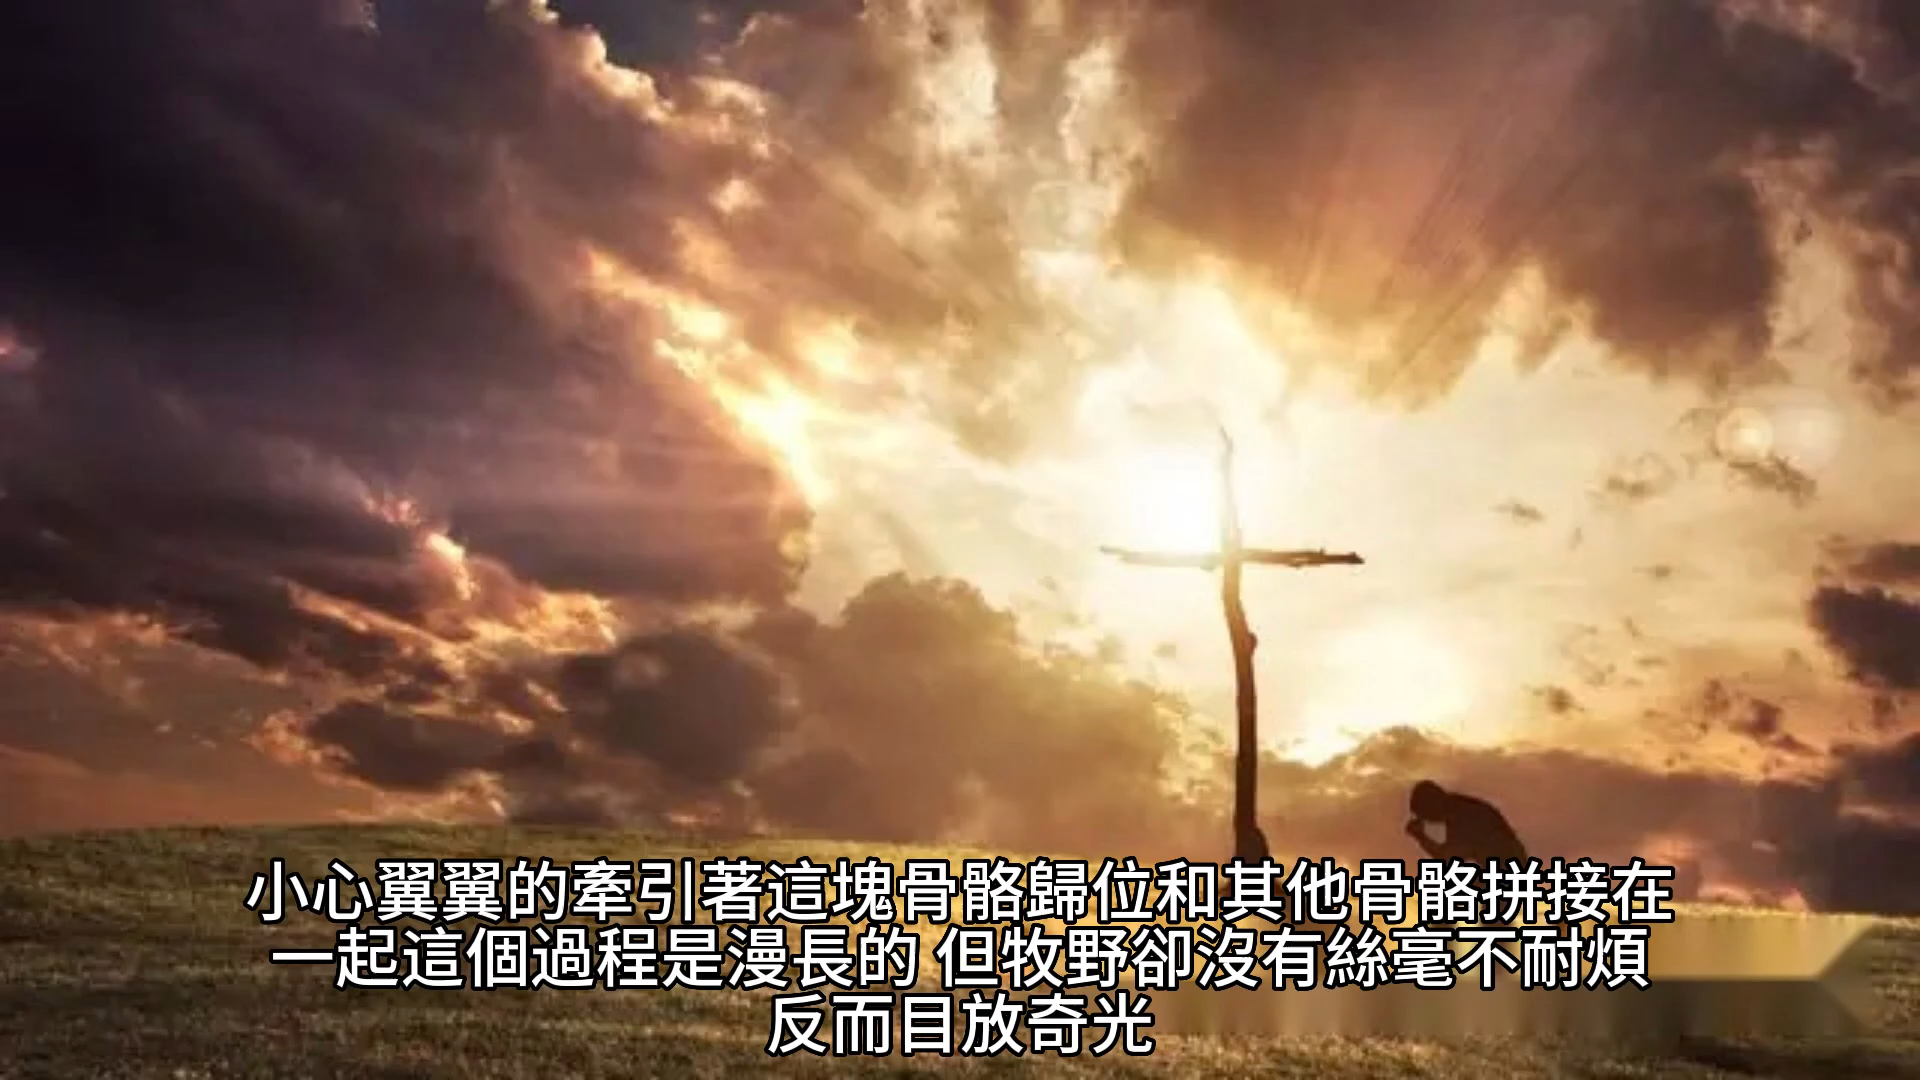 小心翼翼的牽引著這塊骨骼歸位和其他骨骼拼接在
一起這個過程是漫長的 但牧野卻沒有絲毫不耐煩
反而目放奇光